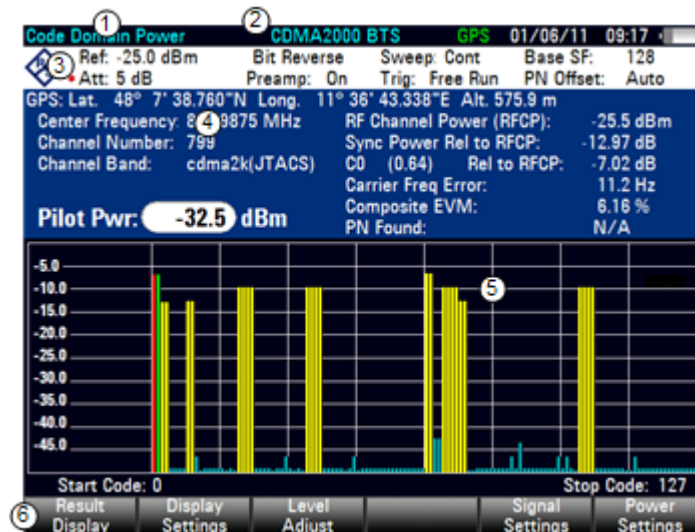 Code Domain Power CDMA2000 BTS GPS 01/06/11 09:17
1
2
3
Ref: -25.0 dBm Bit Reverse Sweep: Cont Base SF: 128
Att: 5 dB Preamp: On Trig: Free Run PN Offset: Auto
GPS: Lat. 48° 7' 38.760"N Long. 11° 36' 43.338"E Alt. 575.9 m
Center Frequency: 9875 MHz RF Channel Power (RFCP): -25.5 dBm
4
Channel Number: 799 Sync Power Rel to RFCP: -12.97 dB
Channel Band: cdma2k(JTACS) C0 (0.64) Rel to RFCP: -7.02 dB
Carrier Freq Error: 11.2 Hz
Composite EVM: 6.16 %
Pilot Pwr: -32.5 dBm
PN Found: N/A
-5.0
-10.0
5
-15.0
-20.0
-25.0
-30.0
-35.0
-40.0
-45.0
Start Code: 0 Stop Code: 127
6
Result Display Level Signal Power
Display Settings Adjust Settings Settings